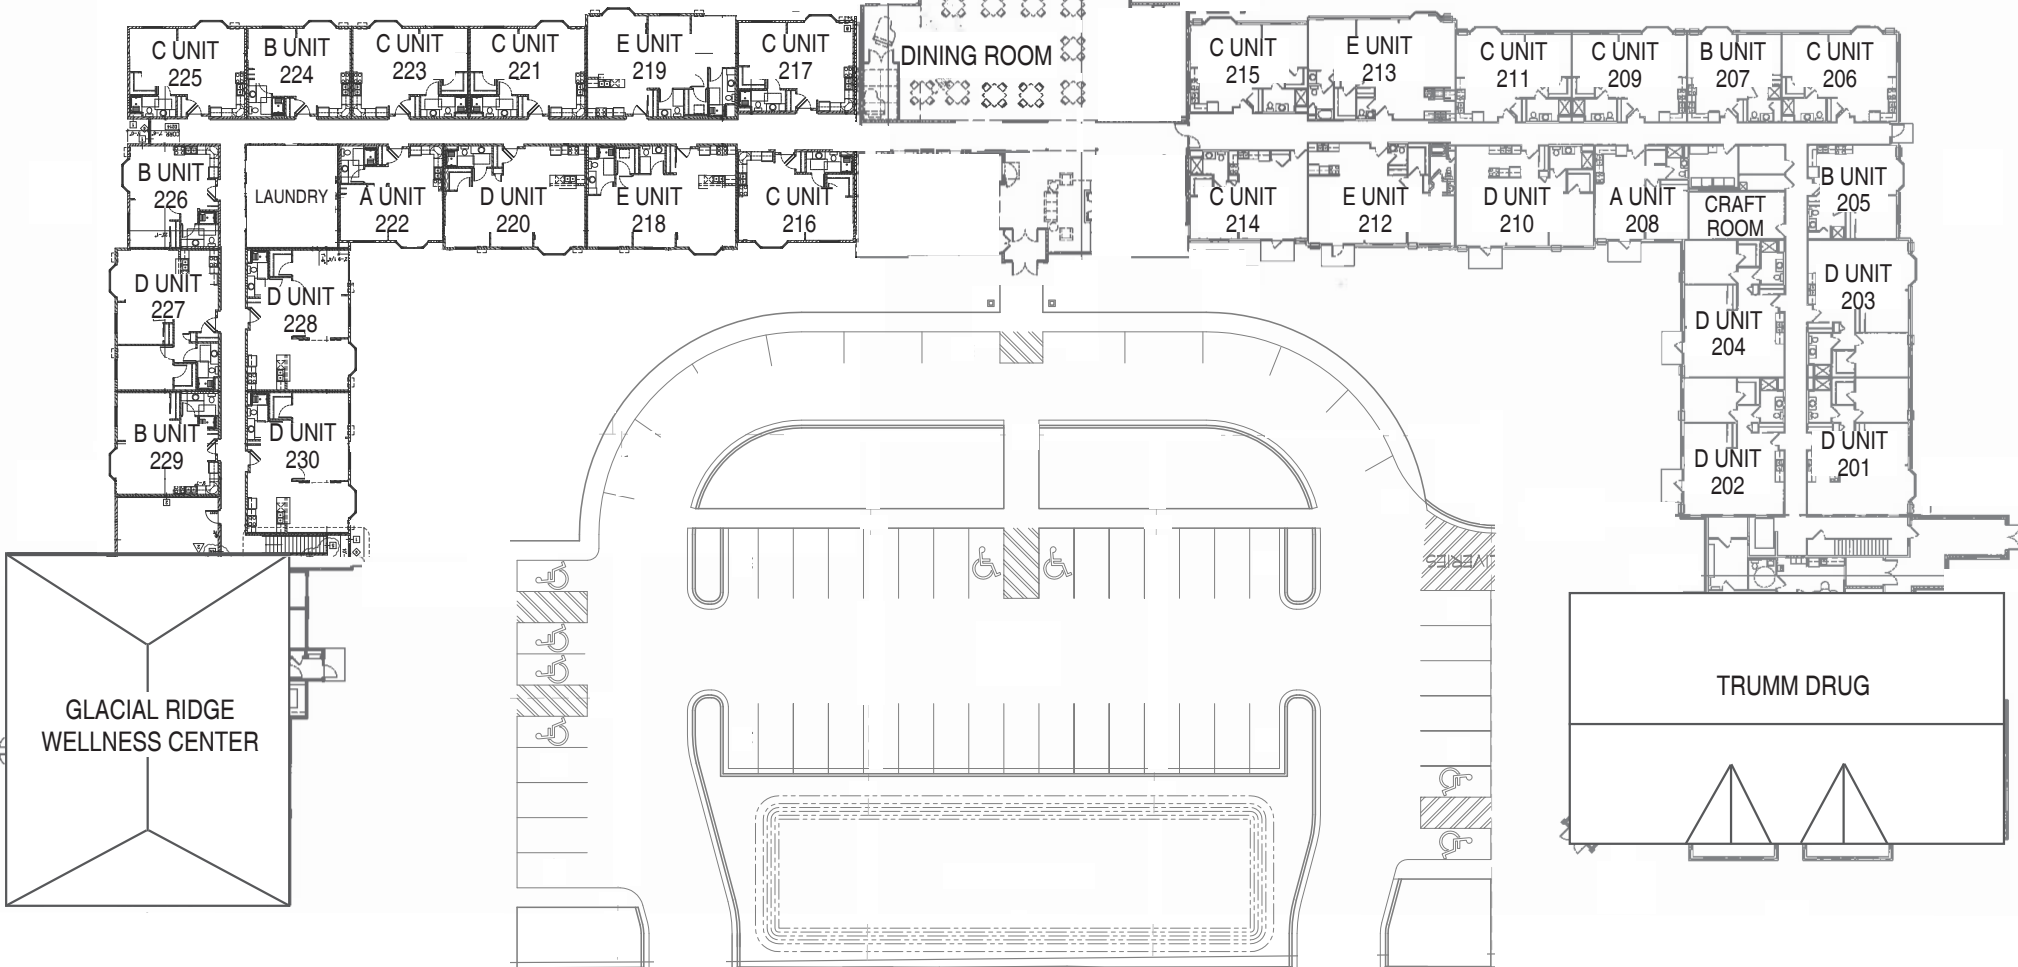 C UNIT
225
B UNIT
224
C UNIT
223
C UNIT
221
E UNIT
219
C UNIT
217
DINING ROOM
C UNIT
215
E UNIT
213
C UNIT
211
C UNIT
209
B UNIT
207
C UNIT
206
B UNIT
226
LAUNDRY
A UNIT
222
D UNIT
220
E UNIT
218
C UNIT
216
C UNIT
214
E UNIT
212
D UNIT
210
A UNIT
208
CRAFT
ROOM
B UNIT
205
D UNIT
227
D UNIT
228
D UNIT
204
D UNIT
203
B UNIT
229
D UNIT
230
D UNIT
202
D UNIT
201
GLACIAL RIDGE
WELLNESS CENTER
TRUMM DRUG